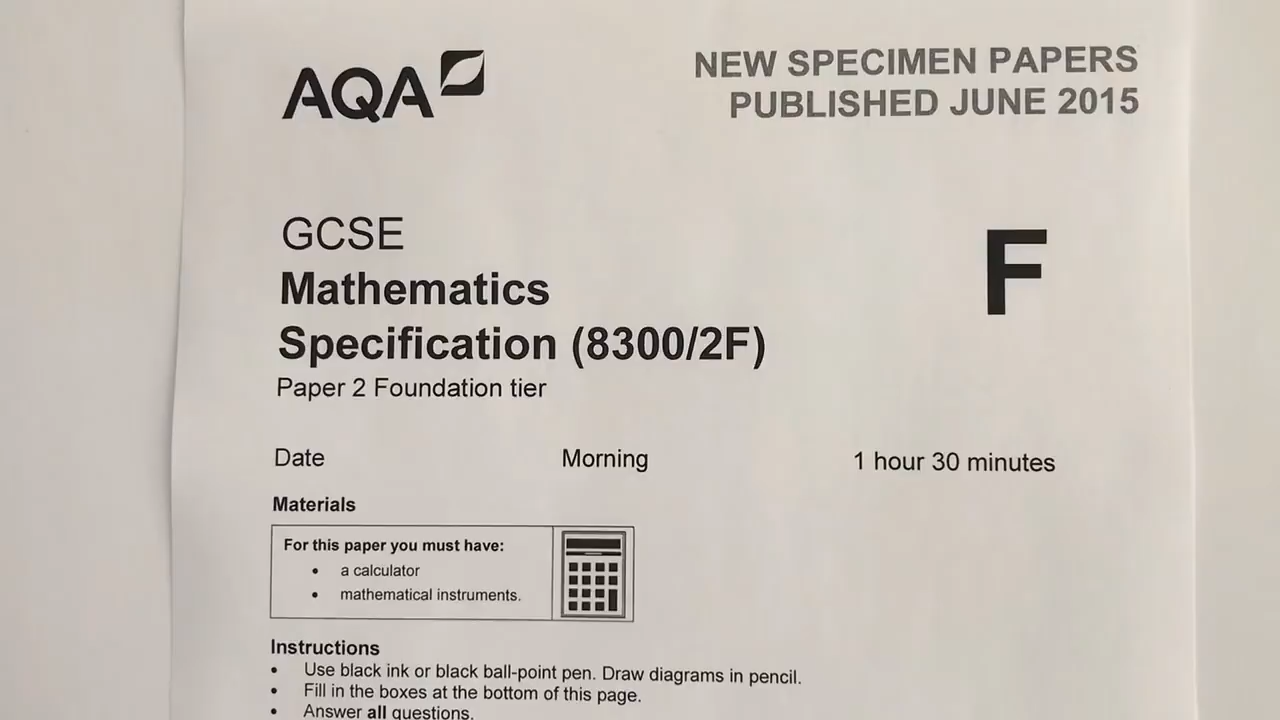 AQA
NEW SPECIMEN PAPERS
PUBLISHED JUNE 2015
GCSE
F
Mathematics
Specification (8300/2F)
Paper 2 Foundation tier
Date Morning 1 hour 30 minutes
Materials
For this paper you must have:
• a calculator
• mathematical instruments.
Instructions
• Use black ink or black ball-point pen. Draw diagrams in pencil.
• Fill in the boxes at the bottom of this page.
• Answer all questions.